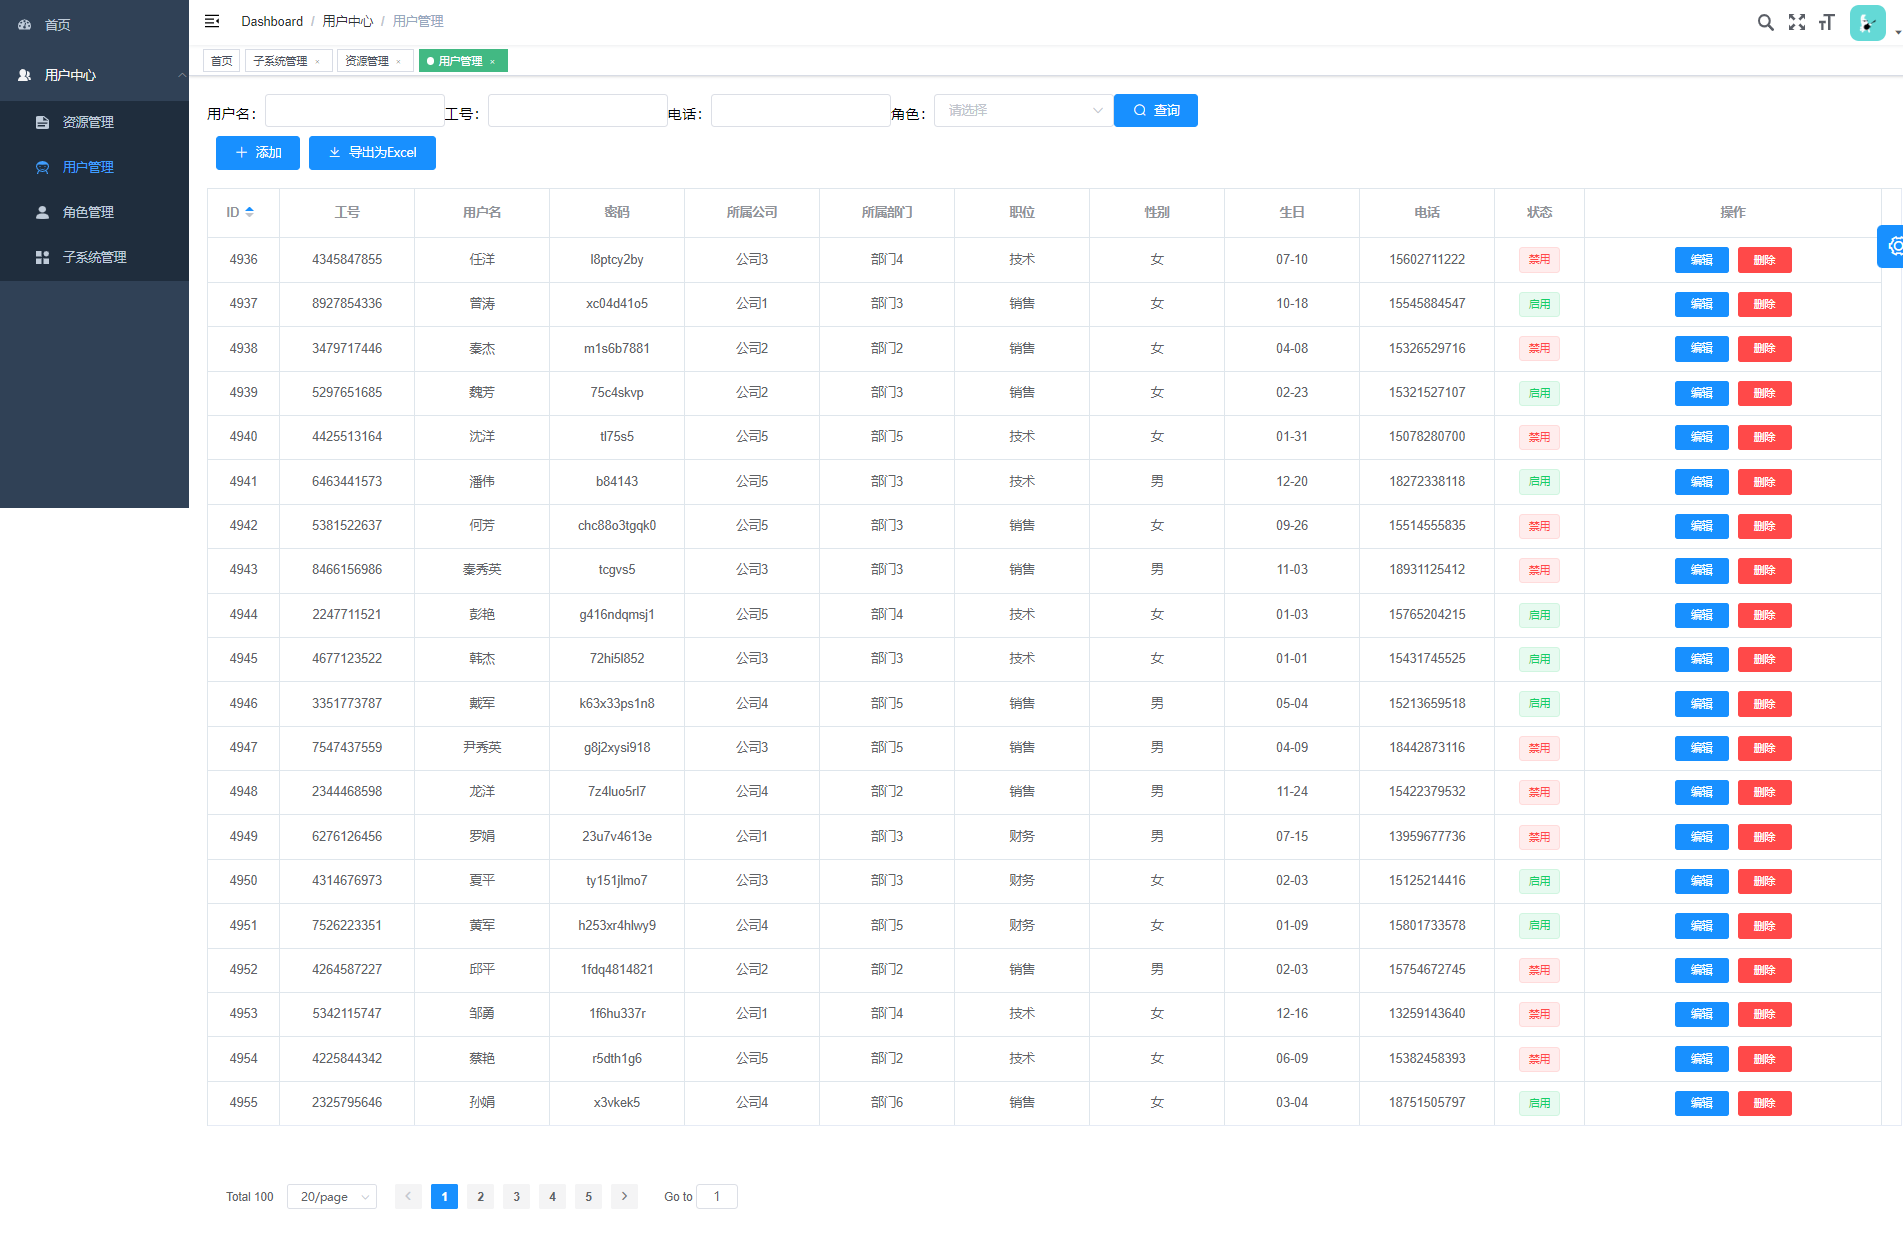 首页
用户中心
资源管理
用户管理
角色管理
子系统管理
Dashboard / 用户中心 / 用户管理
首页 子系统管理 × 资源管理 × 用户管理 ×
用户名： 工号： 电话： 角色： 请选择 查询
添加 导出为Excel
ID 工号 用户名 密码 所属公司 所属部门 职位 性别 生日 电话 状态 操作
4936 4345847855 任洋 l8ptcy2by 公司3 部门4 技术 女 07-10 15602711222 禁用 编辑 删除
4937 8927854336 曾涛 xc04d41o5 公司1 部门3 销售 女 10-18 15545884547 启用 编辑 删除
4938 3479717446 秦杰 m1s6b7881 公司2 部门2 销售 女 04-08 15326529716 禁用 编辑 删除
4939 5297651685 魏芳 75c4skvp 公司2 部门3 销售 女 02-23 15321527107 启用 编辑 删除
4940 4425513164 沈洋 tl75s5 公司5 部门5 技术 女 01-31 15078280700 禁用 编辑 删除
4941 6463441573 潘伟 b84143 公司5 部门3 技术 男 12-20 18272338118 启用 编辑 删除
4942 5381522637 何芳 chc88o3tgqk0 公司5 部门3 销售 女 09-26 15514555835 禁用 编辑 删除
4943 8466156986 秦秀英 tcgvs5 公司3 部门3 销售 男 11-03 18931125412 禁用 编辑 删除
4944 2247711521 彭艳 g416ndqmsj1 公司5 部门4 技术 女 01-03 15765204215 启用 编辑 删除
4945 4677123522 韩杰 72hi5l852 公司3 部门3 技术 女 01-01 15431745525 启用 编辑 删除
4946 3351773787 戴军 k63x33ps1n8 公司4 部门5 销售 男 05-04 15213659518 启用 编辑 删除
4947 7547437559 尹秀英 g8j2xysi918 公司3 部门5 销售 男 04-09 18442873116 禁用 编辑 删除
4948 2344468598 龙洋 7z4luo5rl7 公司4 部门2 销售 男 11-24 15422379532 禁用 编辑 删除
4949 6276126456 罗娟 23u7v4613e 公司1 部门3 财务 男 07-15 13959677736 禁用 编辑 删除
4950 4314676973 夏平 ty151jlmo7 公司3 部门3 财务 女 02-03 15125214416 启用 编辑 删除
4951 7526223351 黄军 h253xr4hlwy9 公司4 部门5 财务 女 01-09 15801733578 启用 编辑 删除
4952 4264587227 邱平 1fdq4814821 公司2 部门2 销售 男 02-03 15754672745 禁用 编辑 删除
4953 5342115747 邹勇 1f6hu337r 公司1 部门4 技术 女 12-16 13259143640 禁用 编辑 删除
4954 4225844342 蔡艳 r5dth1g6 公司5 部门2 技术 女 06-09 15382458393 禁用 编辑 删除
4955 2325795646 孙娟 x3vkek5 公司4 部门6 销售 女 03-04 18751505797 启用 编辑 删除
Total 100 20/page 1 2 3 4 5 Go to 1